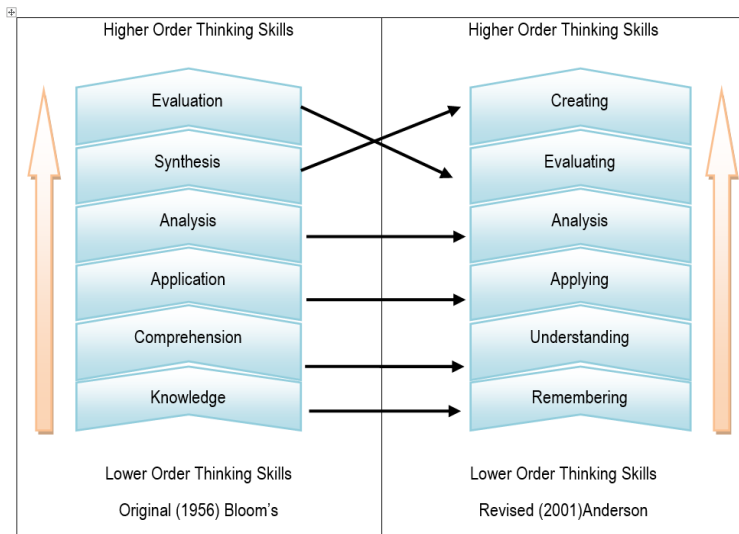 Higher Order Thinking Skills
Evaluation
Synthesis
Analysis
Application
Comprehension
Knowledge
Lower Order Thinking Skills
Original (1956) Bloom's
Higher Order Thinking Skills
Creating
Evaluating
Analysis
Applying
Understanding
Remembering
Lower Order Thinking Skills
Revised (2001)Anderson